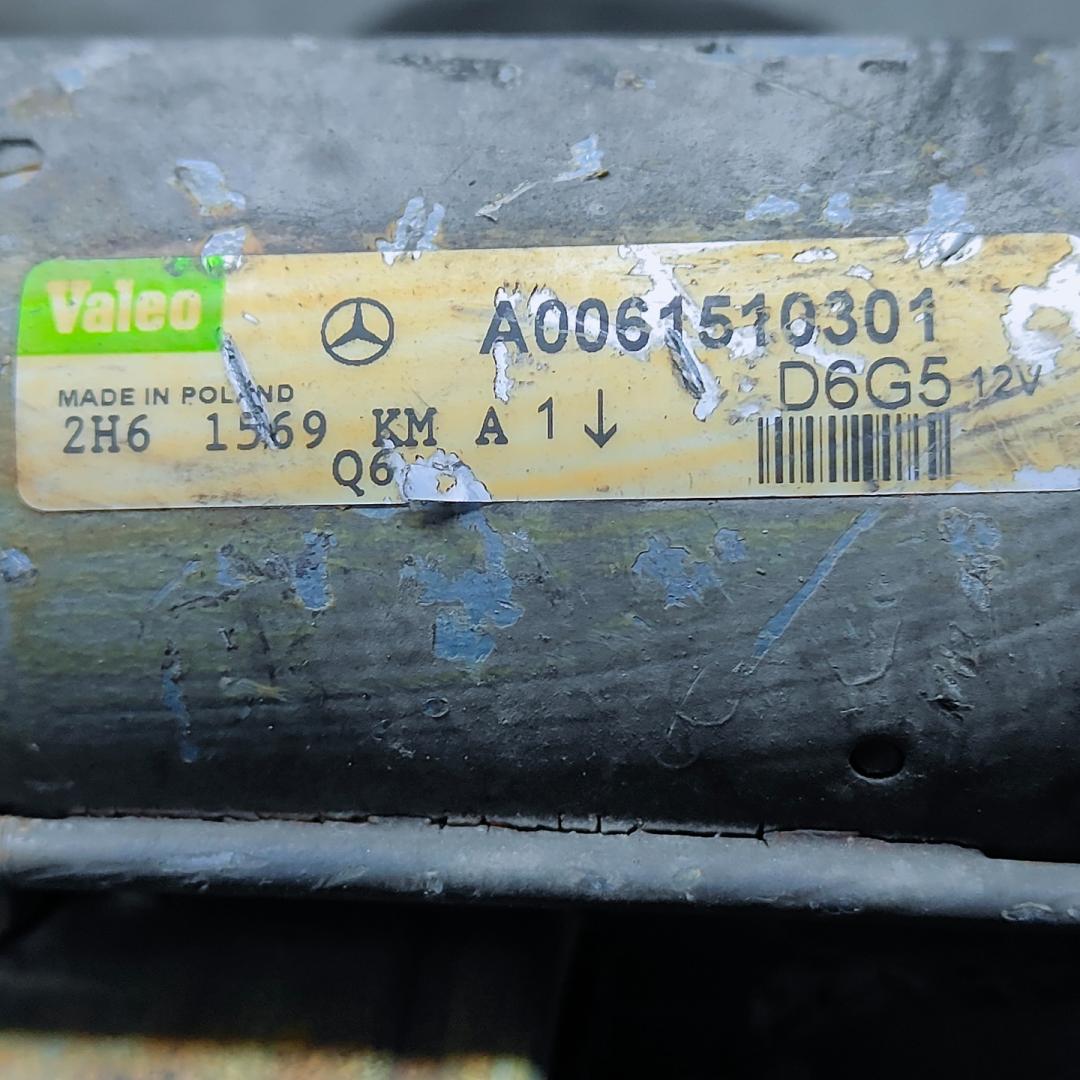 Valeo
A0061510301
D6G5 12V
MADE IN POLAND
2H6 1569 KM A 1 ↓
Q6